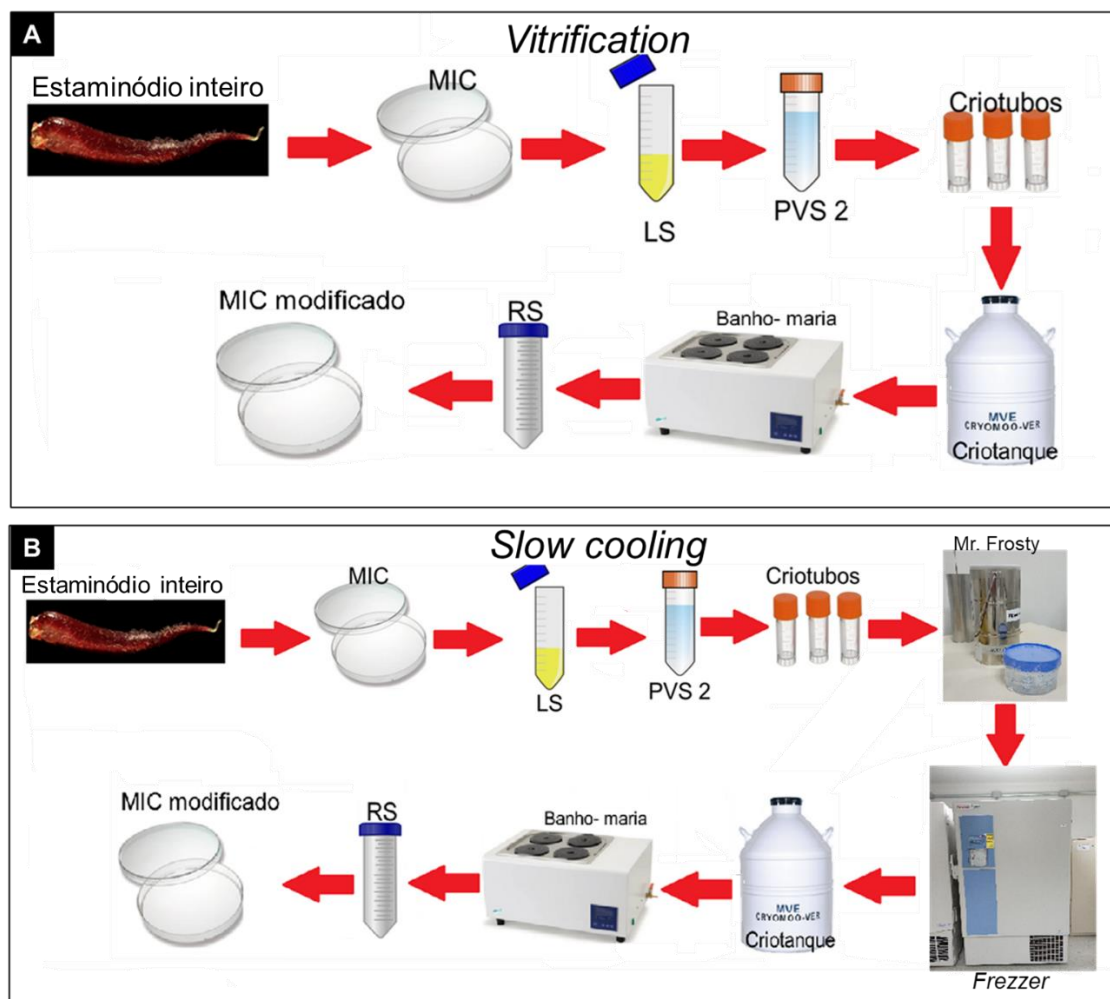 A
Vitrification
Estaminódio inteiro
MIC
LS
PVS 2
Criotubos
MIC modificado
RS
Banho- maria
MVE
CRYOMOO-VER
Criotanque
B
Slow cooling
Estaminódio inteiro
MIC
LS
PVS 2
Criotubos
Mr. Frosty
MIC modificado
RS
Banho- maria
MVE
CRYOMOO-VER
Criotanque
Frezzer